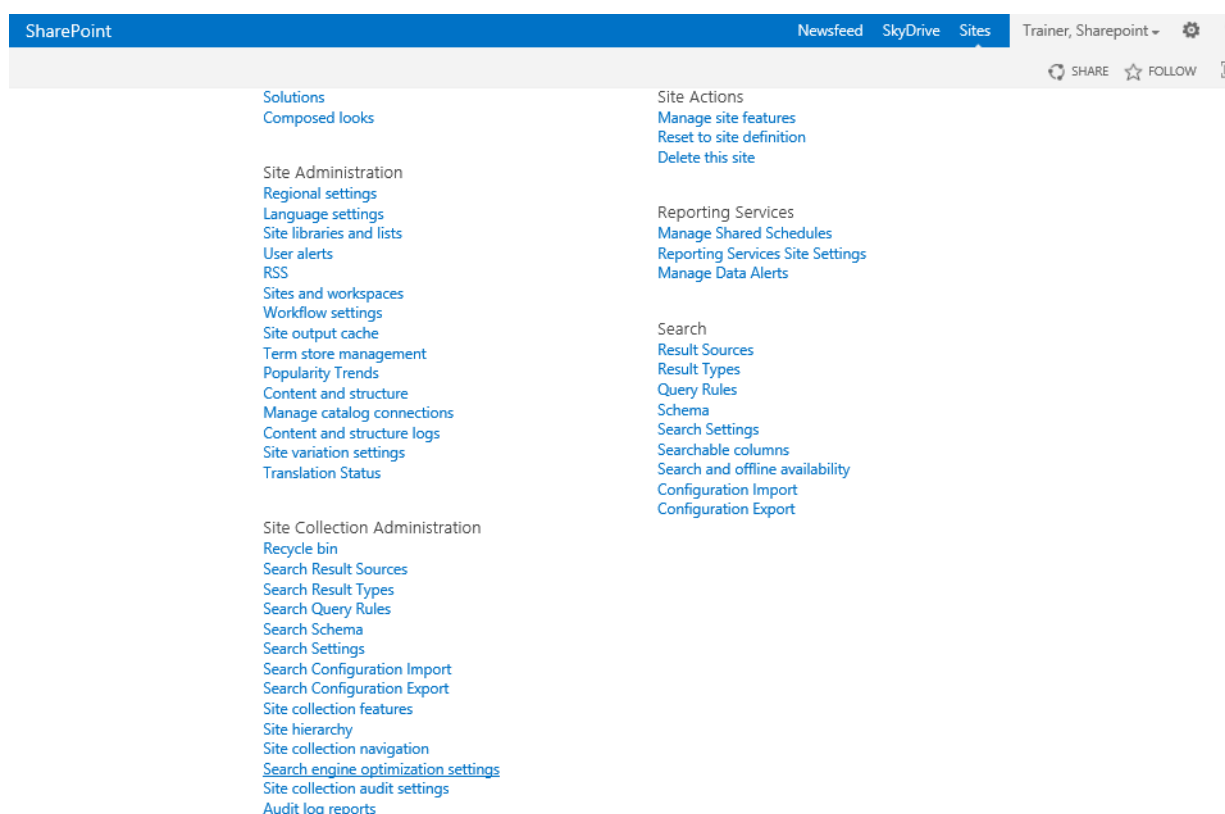 SharePoint
Newsfeed SkyDrive Sites Trainer, Sharepoint
SHARE FOLLOW
Solutions
Composed looks
Site Administration
Regional settings
Language settings
Site libraries and lists
User alerts
RSS
Sites and workspaces
Workflow settings
Site output cache
Term store management
Popularity Trends
Content and structure
Manage catalog connections
Content and structure logs
Site variation settings
Translation Status
Site Collection Administration
Recycle bin
Search Result Sources
Search Result Types
Search Query Rules
Search Schema
Search Settings
Search Configuration Import
Search Configuration Export
Site collection features
Site hierarchy
Site collection navigation
Search engine optimization settings
Site collection audit settings
Audit log reports
Site Actions
Manage site features
Reset to site definition
Delete this site
Reporting Services
Manage Shared Schedules
Reporting Services Site Settings
Manage Data Alerts
Search
Result Sources
Result Types
Query Rules
Schema
Search Settings
Searchable columns
Search and offline availability
Configuration Import
Configuration Export